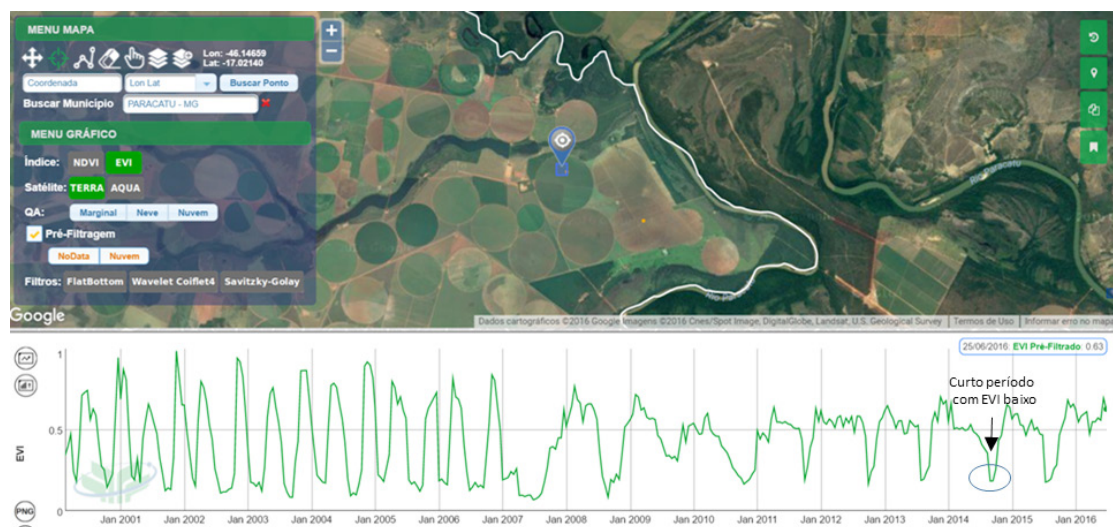 MENU MAPA
Lon: -46.14659
Lat: -17.02140
Coordenada
Lon Lat
Buscar Ponto
Buscar Município
PARACATU - MG
MENU GRÁFICO
Índice: NDVI EVI
Satélite: TERRA AQUA
QA: Marginal Neve Nuvem
Pré-Filtragem
NoData Nuvem
Filtros: FlatBottom Wavelet Coiflet4 Savitzky-Golay
Google
Rio Paracatu
Dados cartográficos ©2016 Google Imagens ©2016 Cnes/Spot Image, DigitalGlobe, Landsat, U.S. Geological Survey
Termos de Uso
Informar erro no mapa
25/06/2016: EVI Pré-Filtrado: 0.63
Curto período
com EVI baixo
1
0.5
0
EVI
PNG
Jan 2001 Jan 2002 Jan 2003 Jan 2004 Jan 2005 Jan 2006 Jan 2007 Jan 2008 Jan 2009 Jan 2010 Jan 2011 Jan 2012 Jan 2013 Jan 2014 Jan 2015 Jan 2016